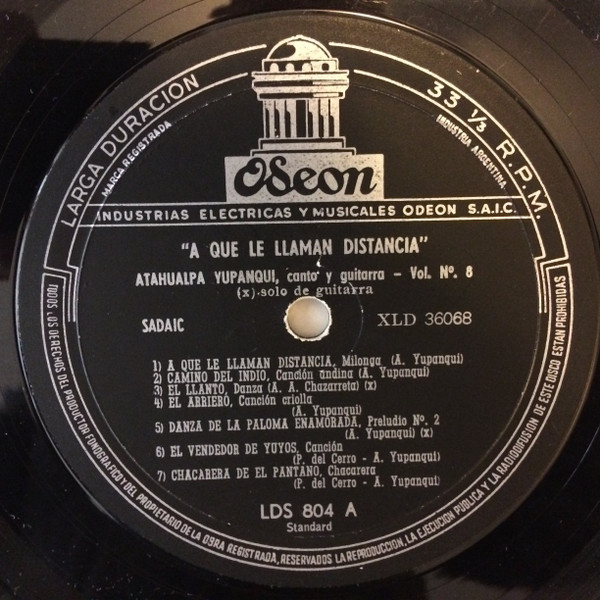 LARGA DURACION
MARCA REGISTRADA
33 ⅓ R.P.M.
INDUSTRIA ARGENTINA
Odeon
INDUSTRIAS ELECTRICAS Y MUSICALES ODEON S.A.I.C.
"A QUE LE LLAMAN DISTANCIA"
ATAHUALPA YUPANQUI, canto y guitarra - Vol. Nº. 8
(x) solo de guitarra
SADAIC
XLD 36068
1) A QUE LE LLAMAN DISTANCIA, Milonga (A. Yupanqui)
2) CAMINO DEL INDIO, Canción andina (A. Yupanqui)
3) EL LLANTO, Danza (A. A. Chazarreta) (x)
4) EL ARRIERO, Canción criolla
(A. Yupanqui)
5) DANZA DE LA PALOMA ENAMORADA, Preludio Nº. 2
(A. Yupanqui) (x)
6) EL VENDEDOR DE YUYOS, Canción
(P. del Cerro - A. Yupanqui)
7) CHACARERA DE EL PANTANO, Chacarera
(P. del Cerro - A. Yupanqui)
LDS 804 A
Standard
TODOS LOS DERECHOS DEL PRODUCTOR FONOGRAFICO Y DEL PROPIETARIO DE LA OBRA REGISTRADA, RESERVADOS LA REPRODUCCION, LA EJECUCIÓN PÚBLICA Y LA RADIODIFUSION DE ESTE DISCO ESTAN PROHIBIDAS